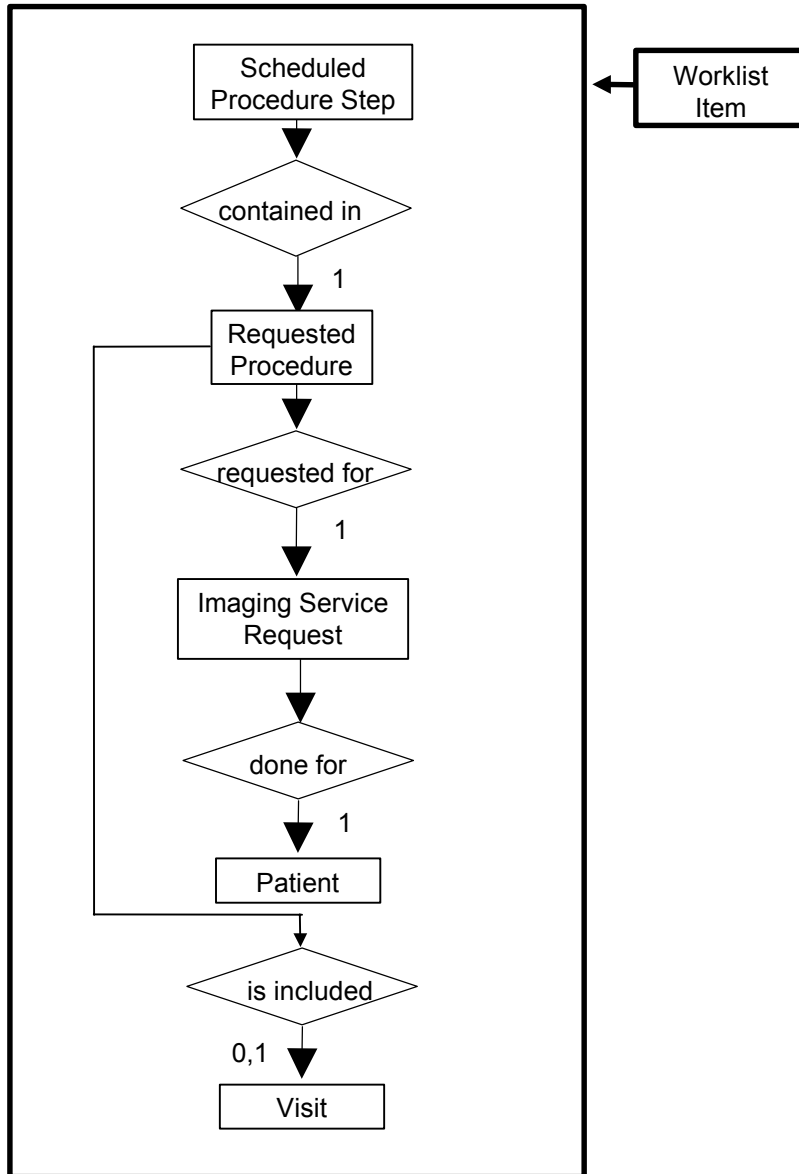 Scheduled
Procedure Step
Worklist
Item
contained in
1
Requested
Procedure
requested for
1
Imaging Service
Request
done for
1
Patient
is included
0,1
Visit